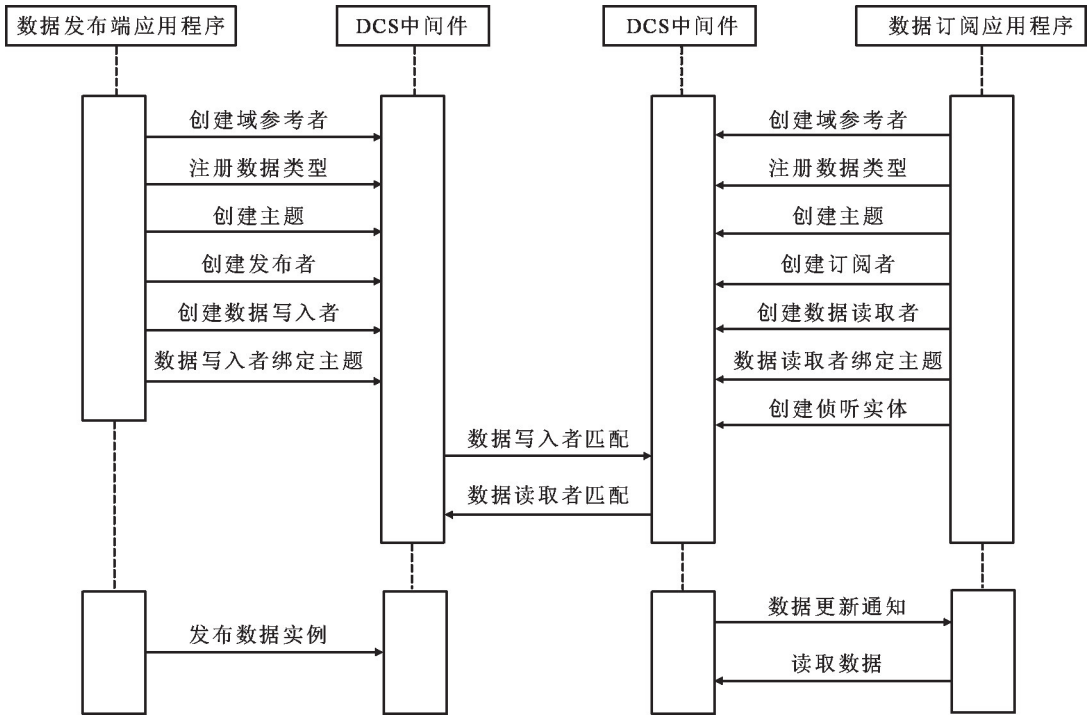 数据发布端应用程序
DCS中间件
DCS中间件
数据订阅应用程序
创建域参考者
创建域参考者
注册数据类型
注册数据类型
创建主题
创建主题
创建发布者
创建订阅者
创建数据写入者
创建数据读取者
数据写入者绑定主题
数据读取者绑定主题
创建侦听实体
数据写入者匹配
数据读取者匹配
数据更新通知
发布数据实例
读取数据